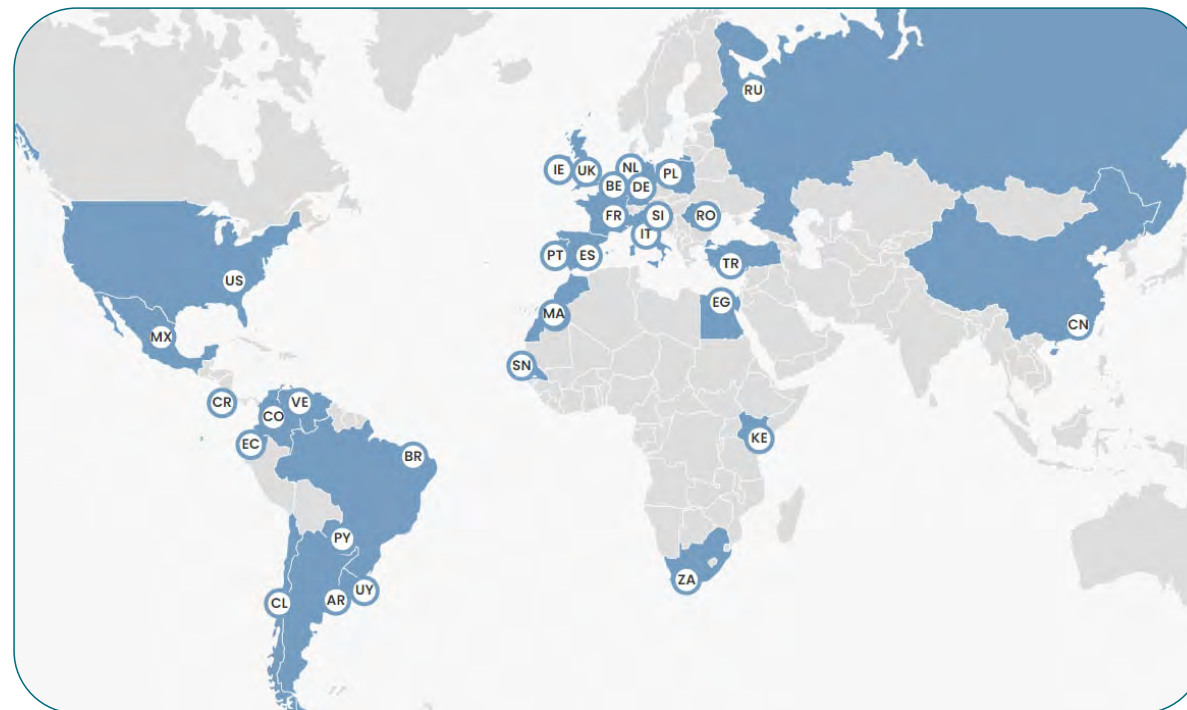 RU
IE UK NL PL
BE DE
FR SI RO
IT
PT ES TR
US
EG
MA CN
MX
SN
CR CO VE
EC BR KE
PY
ZA
CL AR UY